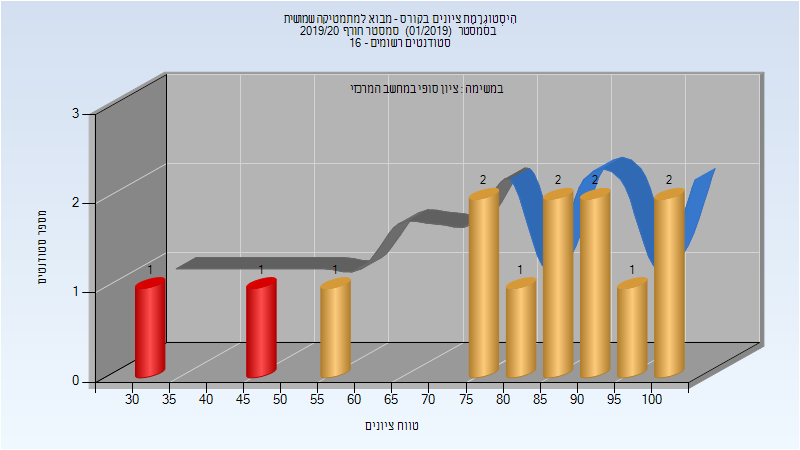 היסטוגרמת ציונים בקורס - מבוא למתמטיקה שמושית
בסמסטר (01/2019) סמסטר חורף 2019/20
סטודנטים רשומים - 16
במשימה : ציון סופי במחשב המרכזי
3
2
1
0
מספר סטודנטים
1
1
1
2
1
2
2
1
2
30 35 40 45 50 55 60 65 70 75 80 85 90 95 100
טווח ציונים